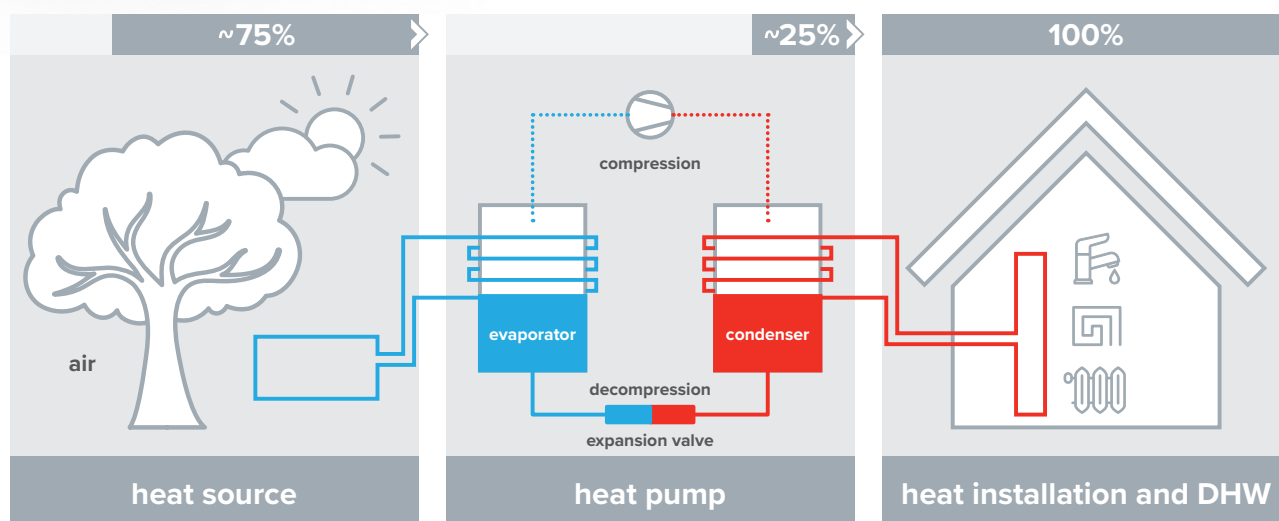 ~75%
~25%
100%
compression
evaporator
condenser
air
decompression
expansion valve
heat source
heat pump
heat installation and DHW